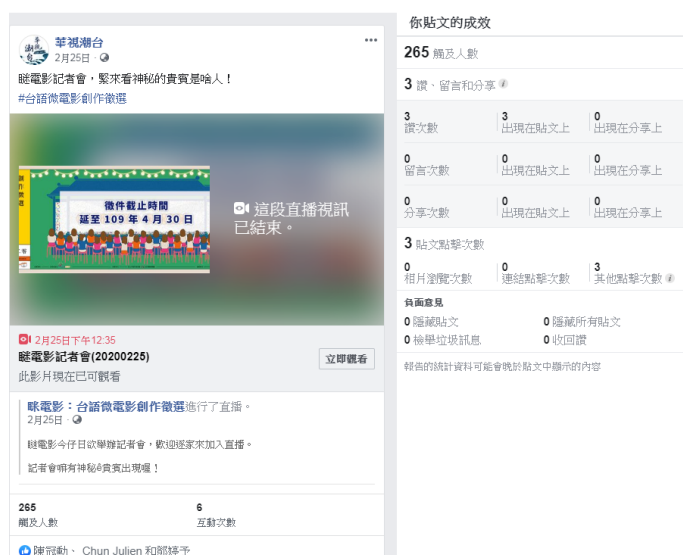 華視潮台
2月25日
睩電影記者會，緊來看神秘的貴賓是啥人！
#台語微電影創作徵選
徵件截止時間
延至 109 年 4 月 30 日
這段直播視訊
已結束。
2月25日下午12:35
睩電影記者會(20200225)
此影片現在已可觀看
立即觀看
眯電影：台語微電影創作徵選進行了直播。
2月25日
睩電影今仔日欲舉辦記者會，歡迎逐家來加入直播。
記者會嘛有神秘ê貴賓出現喔！
265
觸及人數
6
互動次數
陳冠勳、 Chun Julien 和
你貼文的成效
265 觸及人數
3 讚、留言和分享
3
讚次數
3
出現在貼文上
0
出現在分享上
0
留言次數
0
出現在貼文上
0
出現在分享上
0
分享次數
0
出現在貼文上
0
出現在分享上
3 貼文點擊次數
0
相片瀏覽次數
0
連結點擊次數
3
其他點擊次數
負面意見
0 隱藏貼文
0 隱藏所有貼文
0 檢舉垃圾訊息
0 收回讚
報告的統計資料可能會晚於貼文中顯示的內容